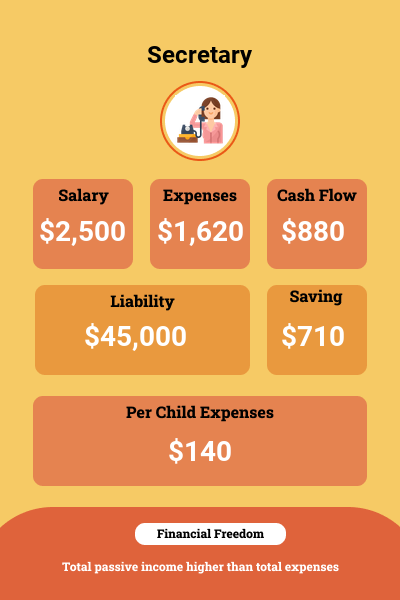 Secretary
Salary Expenses Cash Flow
$2,500 $1,620 $880
Liability Saving
$45,000 $710
Per Child Expenses
$140
Financial Freedom
Total passive income higher than total expenses